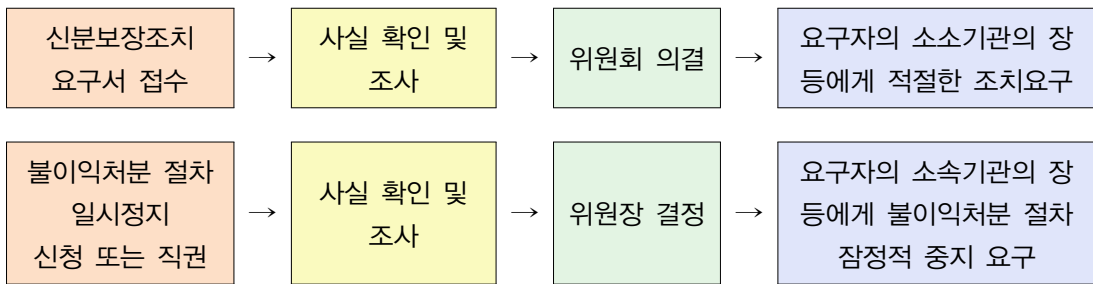 신분보장조치
요구서 접수
→
사실 확인 및
조사
→
위원회 의결
→
요구자의 소소기관의 장
등에게 적절한 조치요구
불이익처분 절차
일시정지
신청 또는 직권
→
사실 확인 및
조사
→
위원장 결정
→
요구자의 소속기관의 장
등에게 불이익처분 절차
잠정적 중지 요구